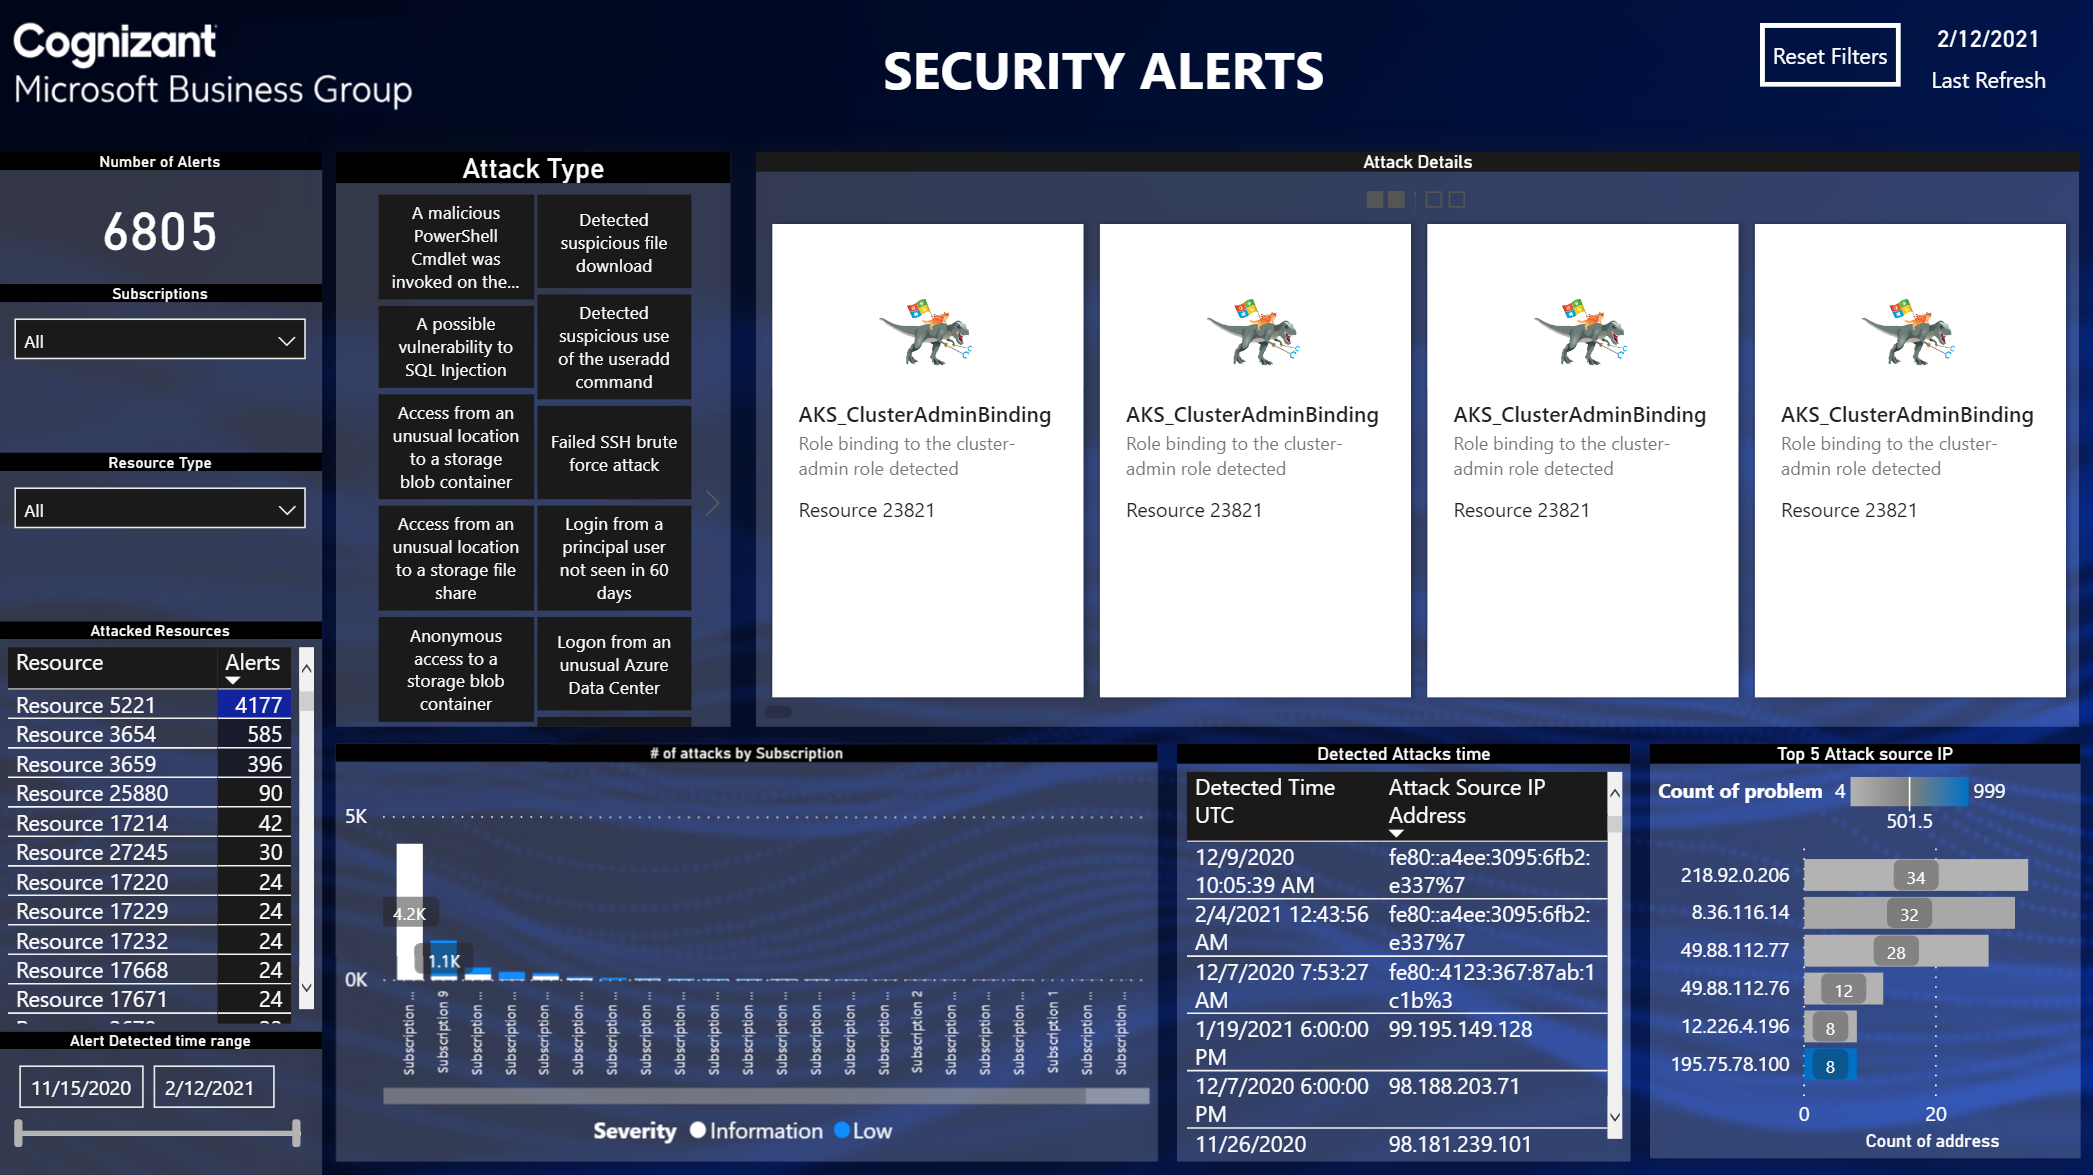 Cognizant
Microsoft Business Group
SECURITY ALERTS
Reset Filters
2/12/2021
Last Refresh
Number of Alerts
6805
Subscriptions
All
Resource Type
All
Attacked Resources
Resource Alerts
Resource 5221 4177
Resource 3654 585
Resource 3659 396
Resource 25880 90
Resource 17214 42
Resource 27245 30
Resource 17220 24
Resource 17229 24
Resource 17232 24
Resource 17668 24
Resource 17671 24
Alert Detected time range
11/15/2020 2/12/2021
Attack Type
A malicious
PowerShell
Cmdlet was
invoked on the...
A possible
vulnerability to
SQL Injection
Access from an
unusual location
to a storage
blob container
Access from an
unusual location
to a storage file
share
Anonymous
access to a
storage blob
container
Detected
suspicious file
download
Detected
suspicious use
of the useradd
command
Failed SSH brute
force attack
Login from a
principal user
not seen in 60
days
Logon from an
unusual Azure
Data Center
Attack Details
AKS_ClusterAdminBinding
Role binding to the cluster-
admin role detected
Resource 23821
AKS_ClusterAdminBinding
Role binding to the cluster-
admin role detected
Resource 23821
AKS_ClusterAdminBinding
Role binding to the cluster-
admin role detected
Resource 23821
AKS_ClusterAdminBinding
Role binding to the cluster-
admin role detected
Resource 23821
# of attacks by Subscription
5K
0K
4.2K
1.1K
Subscription ...
Subscription 9
Subscription ...
Subscription ...
Subscription ...
Subscription ...
Subscription ...
Subscription ...
Subscription ...
Subscription ...
Subscription ...
Subscription ...
Subscription ...
Subscription ...
Subscription ...
Subscription 2
Subscription ...
Subscription ...
Subscription ...
Subscription 1
Subscription ...
Subscription ...
Severity Information Low
Detected Attacks time
Detected Time
UTC
Attack Source IP
Address
12/9/2020
10:05:39 AM
fe80::a4ee:3095:6fb2:
e337%7
2/4/2021 12:43:56
AM
fe80::a4ee:3095:6fb2:
e337%7
12/7/2020 7:53:27
AM
fe80::4123:367:87ab:1
c1b%3
1/19/2021 6:00:00
PM
99.195.149.128
12/7/2020 6:00:00
PM
98.188.203.71
11/26/2020
98.181.239.101
Top 5 Attack source IP
Count of problem 4 999
501.5
218.92.0.206 34
8.36.116.14 32
49.88.112.77 28
49.88.112.76 12
12.226.4.196 8
195.75.78.100 8
0 20
Count of address